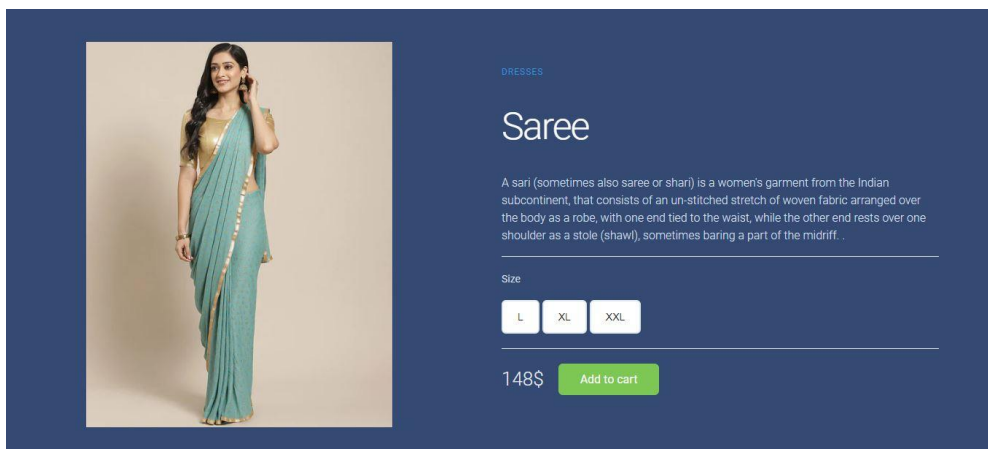 DRESSES
Saree
A sari (sometimes also saree or shari) is a women's garment from the Indian
subcontinent, that consists of an un-stitched stretch of woven fabric arranged over
the body as a robe, with one end tied to the waist, while the other end rests over one
shoulder as a stole (shawl), sometimes baring a part of the midriff. .
Size
L XL XXL
148$ Add to cart